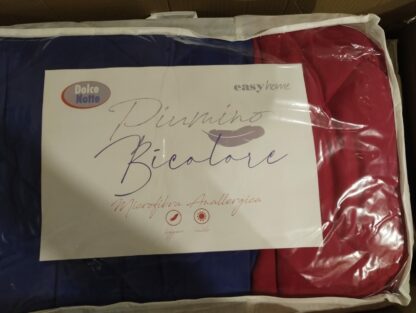 Dolce
Notte
easy home
Piumino
Bicolore
Microfibra Anallergica